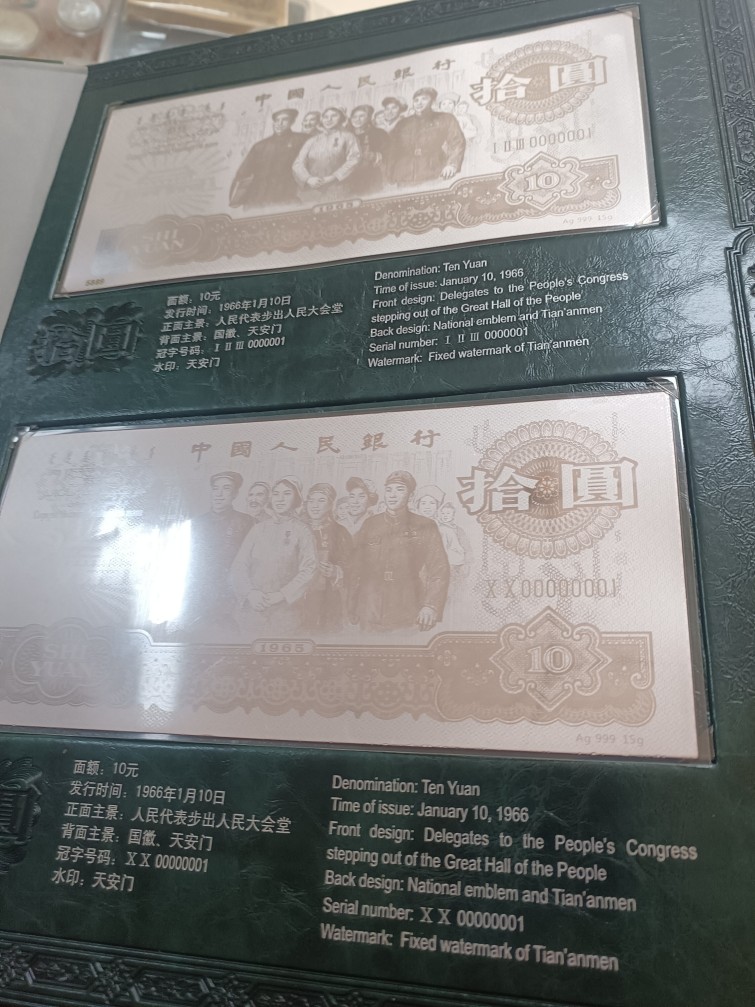 中國人民銀行
拾圓
I II III 0000001
10
1965
SHI
YUAN
Ag 999 15g
面额：10元
发行时间：1966年1月10日
正面主景：人民代表步出人民大会堂
背面主景：国徽、天安门
冠字号码：Ⅰ Ⅱ Ⅲ 0000001
水印：天安门
Denomination: Ten Yuan
Time of issue: January 10, 1966
Front design: Delegates to the People's Congress
stepping out of the Great Hall of the People
Back design: National emblem and Tian'anmen
Serial number: Ⅰ Ⅱ Ⅲ 0000001
Watermark: Fixed watermark of Tian'anmen
拾圓
中國人民銀行
拾圓
X X 00000001
10
1965
SHI
YUAN
Ag 999 15g
面额：10元
发行时间：1966年1月10日
正面主景：人民代表步出人民大会堂
背面主景：国徽、天安门
冠字号码：X X 00000001
水印：天安门
Denomination: Ten Yuan
Time of issue: January 10, 1966
Front design: Delegates to the People's Congress
stepping out of the Great Hall of the People
Back design: National emblem and Tian'anmen
Serial number: X X 00000001
Watermark: Fixed watermark of Tian'anmen
圓